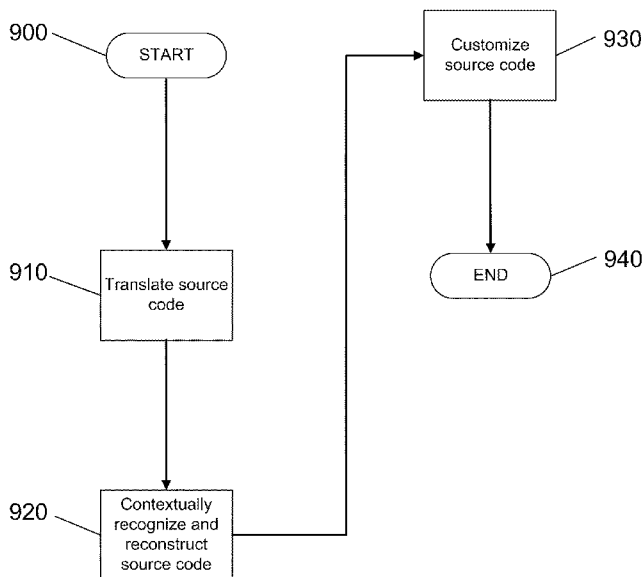 900
START
910
Translate source
code
920
Contextually
recognize and
reconstruct
source code
Customize
source code
930
END
940